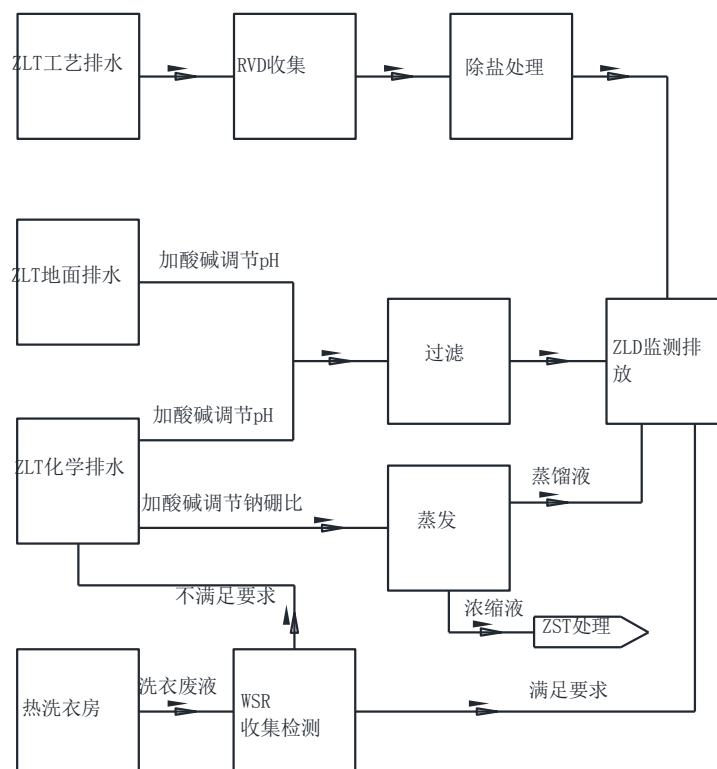 ZLT工艺排水
RVD收集
除盐处理
ZLT地面排水
加酸碱调节pH
过滤
ZLD监测排
放
加酸碱调节pH
ZLT化学排水
加酸碱调节钠硼比
蒸发
蒸馏液
不满足要求
浓缩液
ZST处理
热洗衣房
洗衣废液
WSR
收集检测
满足要求